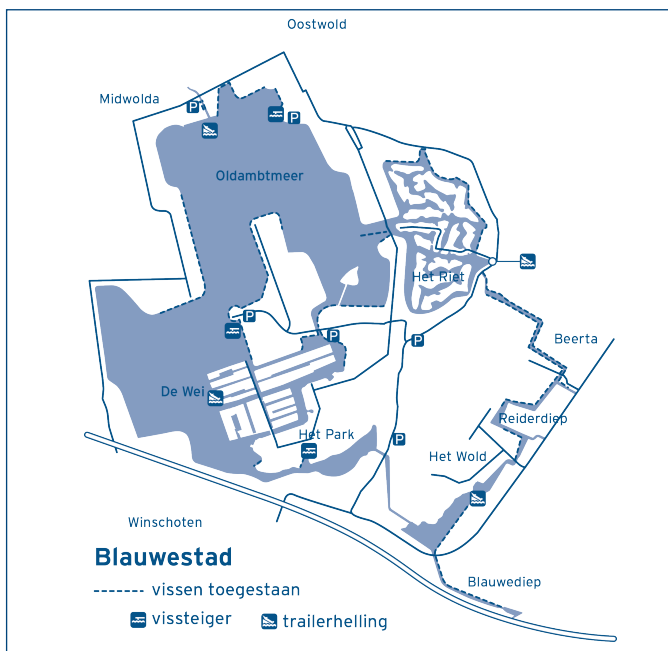 Oostwold
Midwolda
P
P
Oldambtmeer
Het Riet
P
P
P
Beerta
De Wei
Reiderdiep
Het Park
P
Het Wold
Winschoten
Blauwestad
Blauwediep
vissen toegestaan
vissteiger
trailerhelling